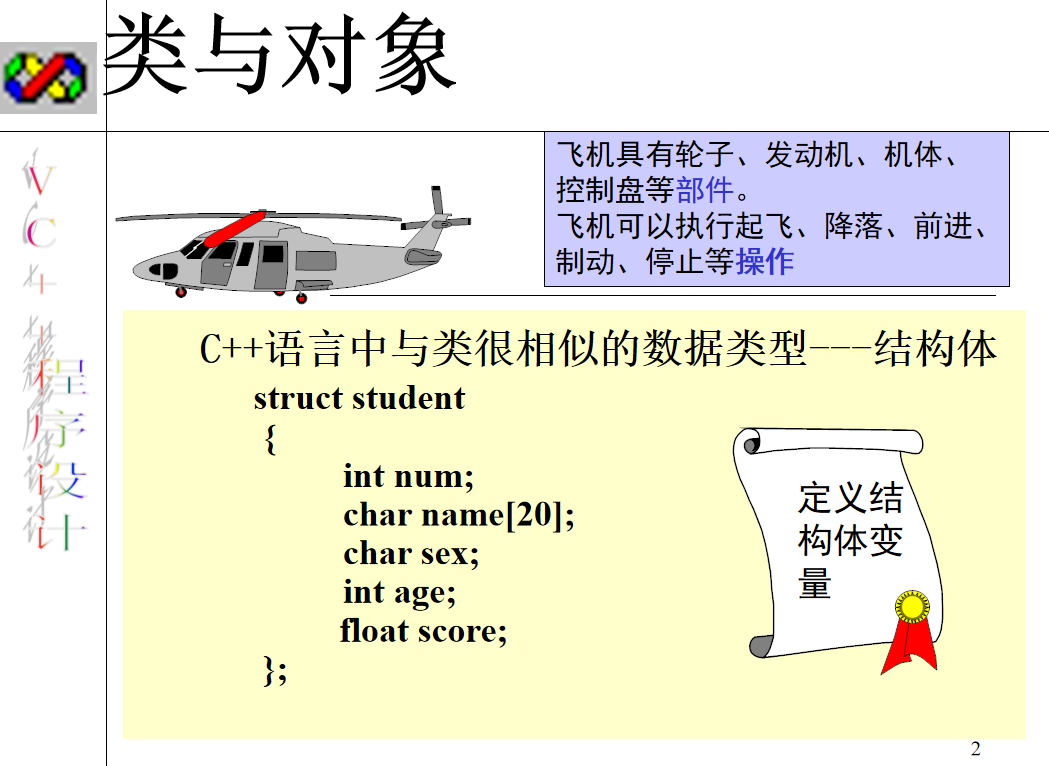 类与对象
飞机具有轮子、发动机、机体、
控制盘等部件。
飞机可以执行起飞、降落、前进、
制动、停止等操作
V
C
+
+
程
序
设
计
C++语言中与类很相似的数据类型---结构体
struct student
{
int num;
char name[20];
char sex;
int age;
float score;
};
定义结
构体变
量
2